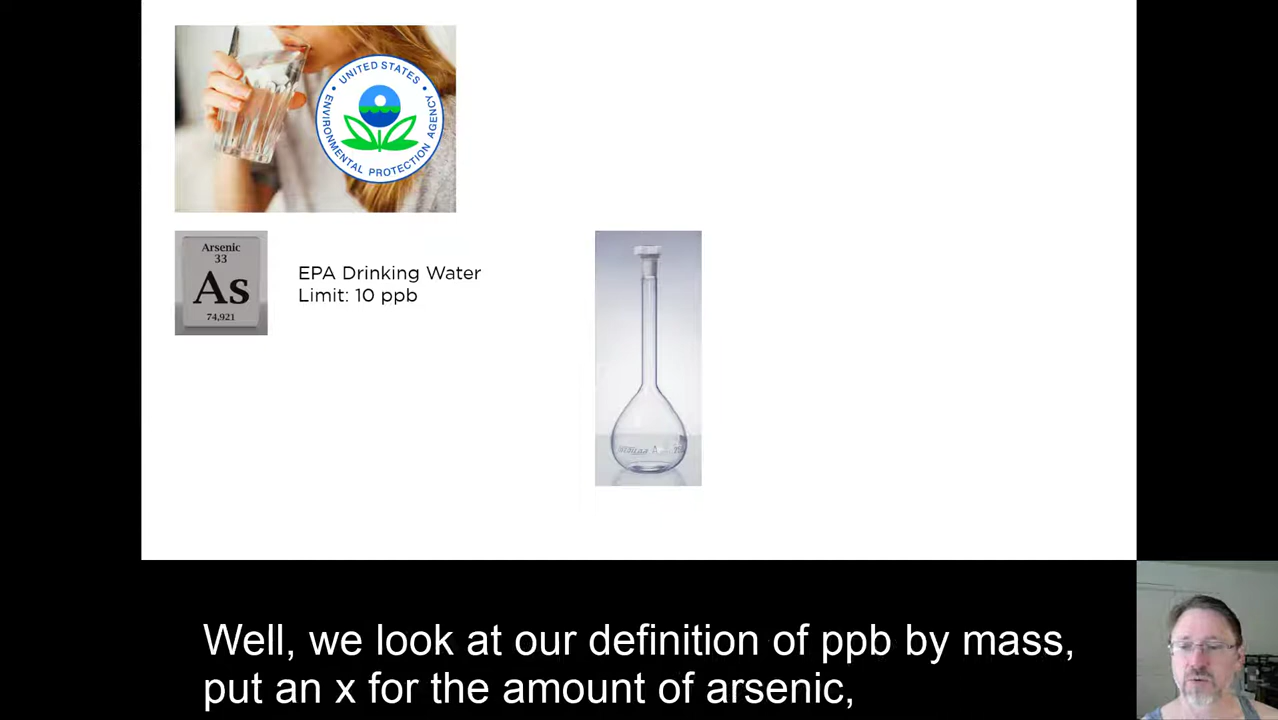 UNITED STATES
ENVIRONMENTAL PROTECTION AGENCY
Arsenic
33
As
74,921
EPA Drinking Water
Limit: 10 ppb
Well, we look at our definition of ppb by mass,
put an x for the amount of arsenic,